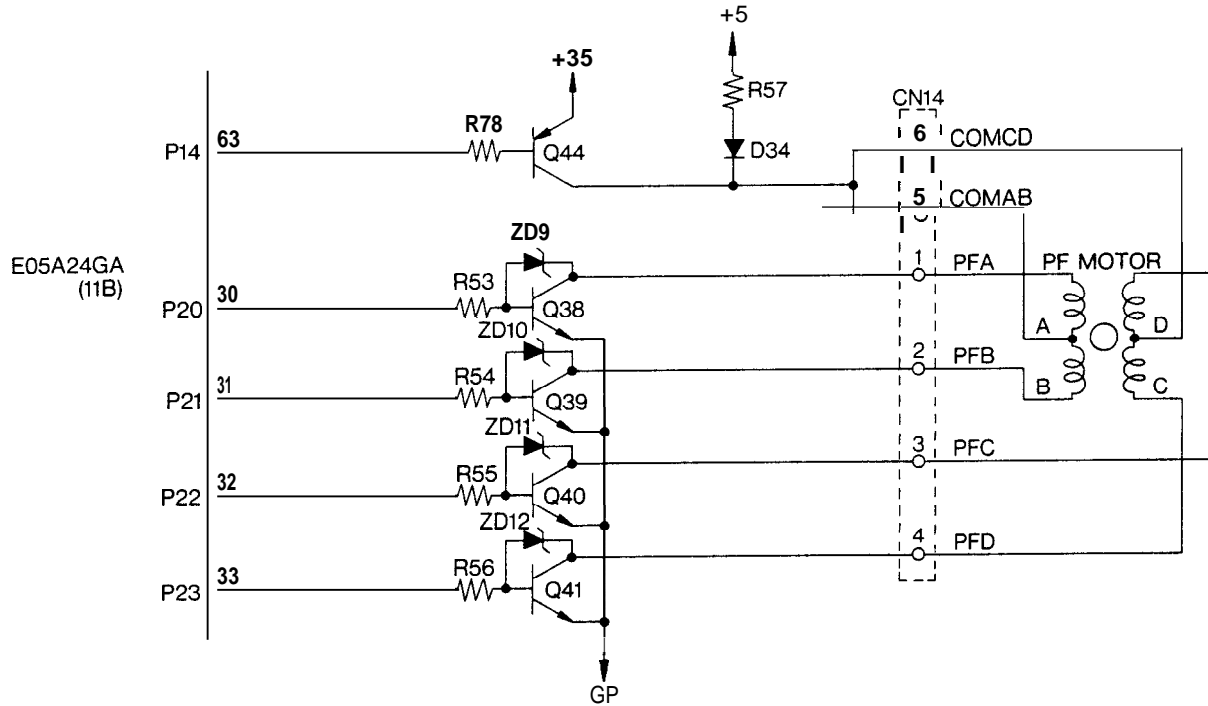 +5
+35
R57
CN14
R78
63
P14
Q44
D34
6 COMCD
5 COMAB
ZD9
1 PFA PF MOTOR
E05A24GA
(11B)
R53
30
P20
Q38
ZD10
A D
2 PFB
R54
31
P21
Q39
B C
ZD11
3 PFC
R55
32
P22
Q40
ZD12
4 PFD
R56
33
P23
Q41
GP